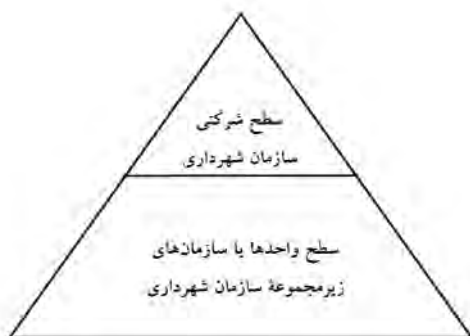 سطح شرکتی
سازمان شهرداری
سطح واحدها یا سازمان‌های
زیرمجموعهٔ سازمان شهرداری